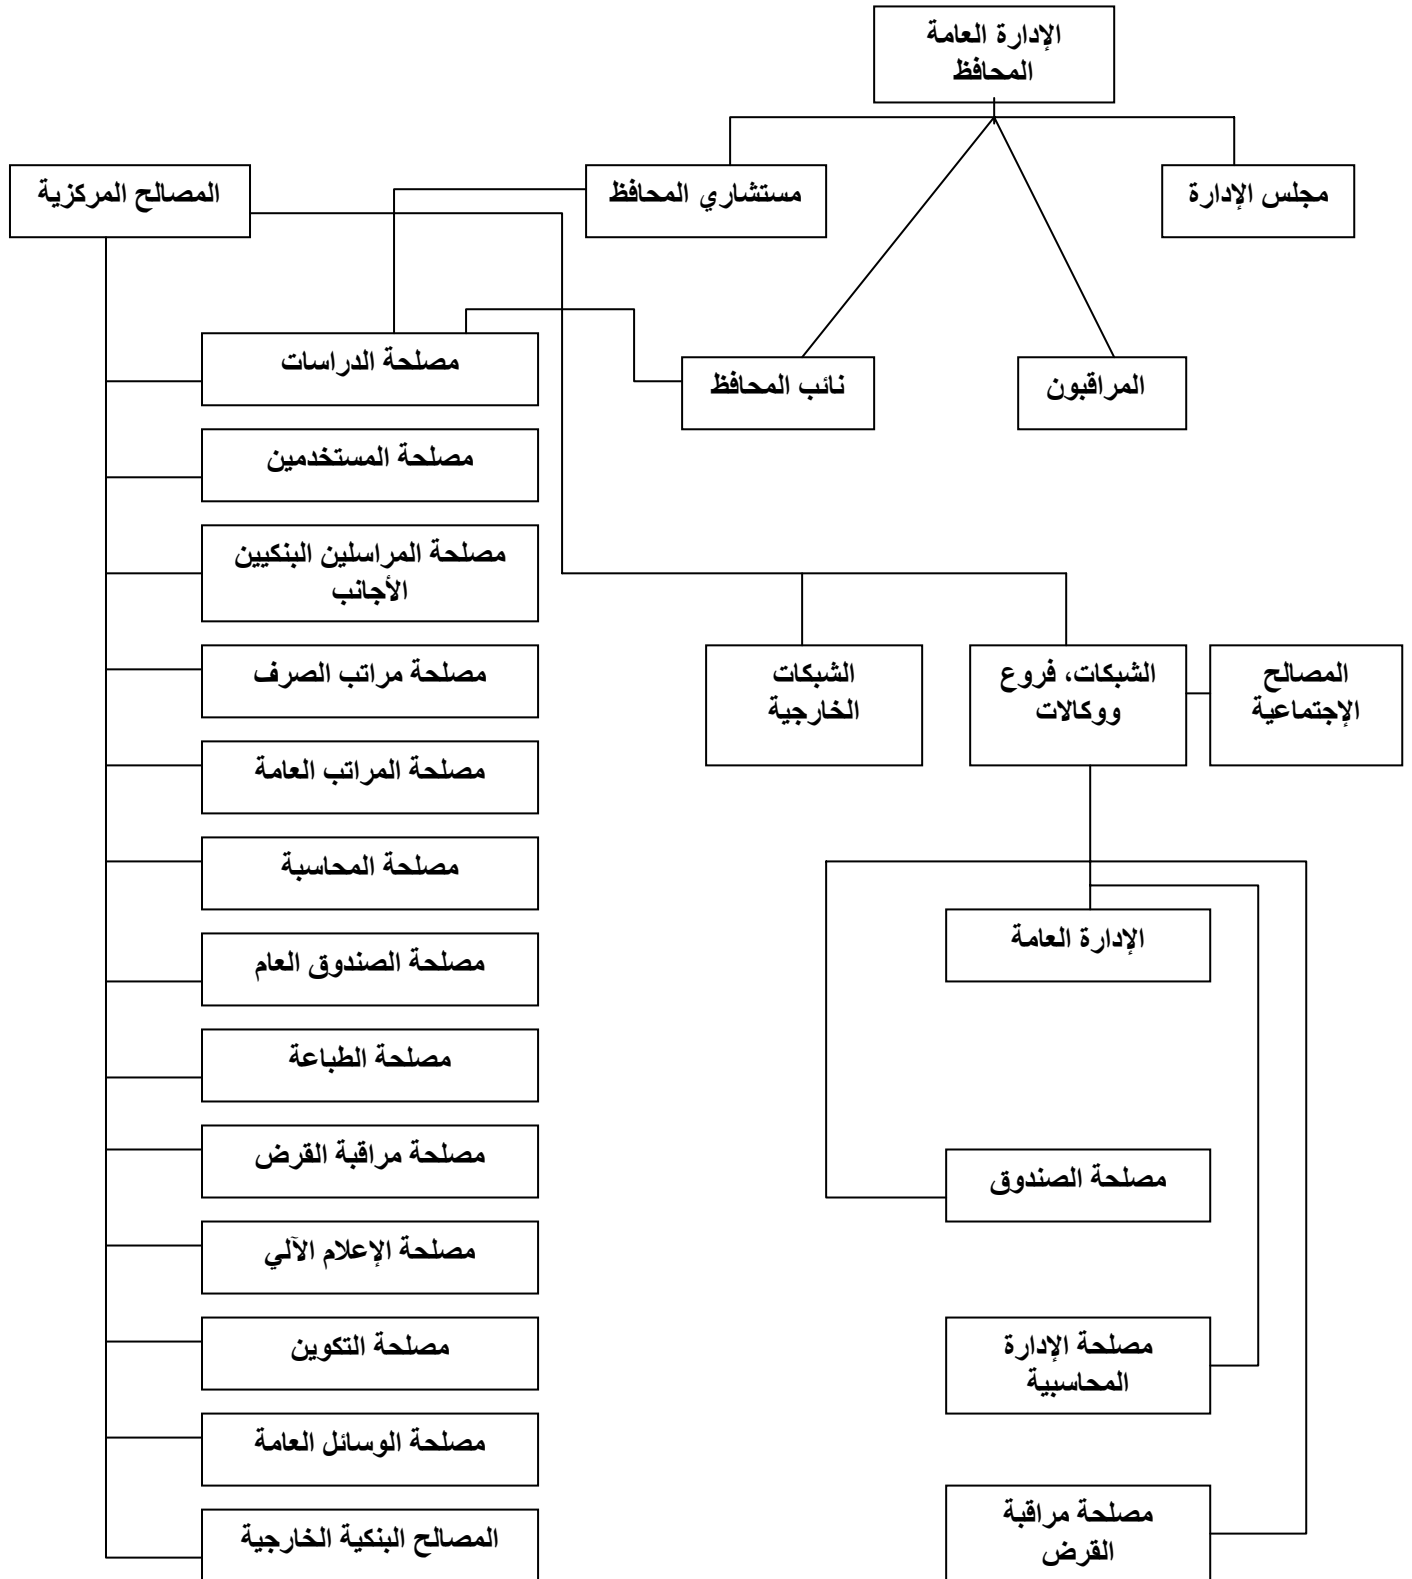 الإدارة العامة
المحافظ
مجلس الإدارة
مستشاري المحافظ
المصالح المركزية
المراقبون
نائب المحافظ
مصلحة الدراسات
مصلحة المستخدمين
مصلحة المراسلين البنكيين
الأجانب
المصالح
الإجتماعية
الشبكات، فروع
ووكالات
الشبكات
الخارجية
مصلحة مراتب الصرف
مصلحة المراتب العامة
مصلحة المحاسبة
الإدارة العامة
مصلحة الصندوق العام
مصلحة الطباعة
مصلحة الصندوق
مصلحة مراقبة القرض
مصلحة الإعلام الآلي
مصلحة الإدارة
المحاسبية
مصلحة التكوين
مصلحة الوسائل العامة
مصلحة مراقبة
القرض
المصالح البنكية الخارجية